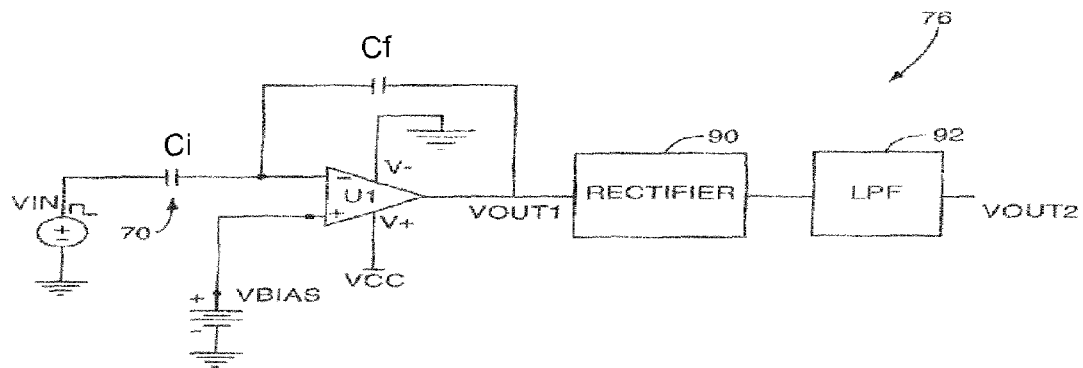 76
Cf
90
92
Ci
V-
VIN
+
-
70
-
U1
+
V+
VOUT1
RECTIFIER
LPF
VOUT2
VCC
+
VBIAS
-